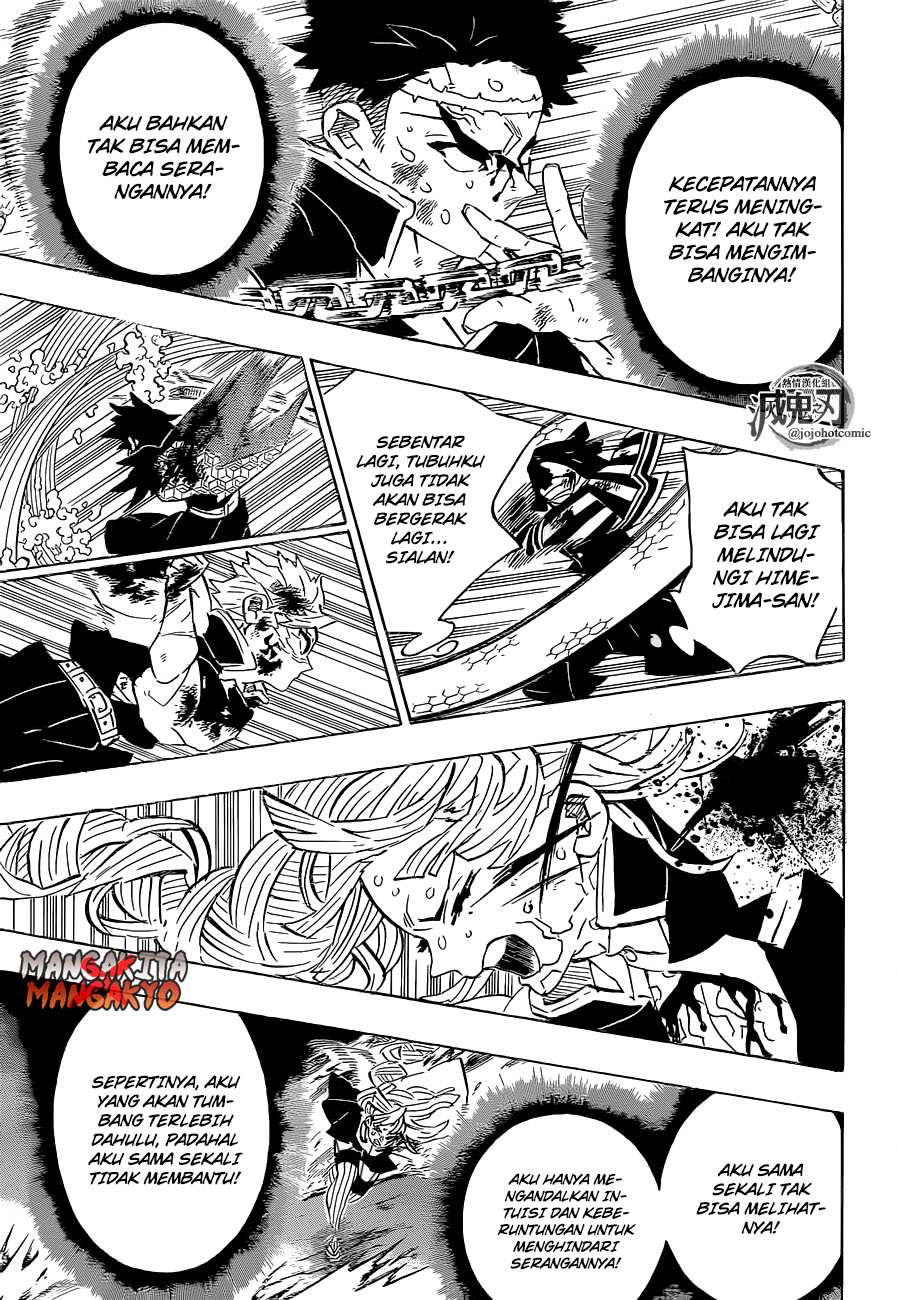 KECEPATANNYA
TERUS MENING-
KAT! AKU TAK
BISA MENGIM-
BANGINYA!
AKU BAHKAN
TAK BISA MEM-
BACA SERA-
NGANNYA!
熱情漢化組
滅鬼之刃
@jojohotcomic
AKU TAK
BISA LAGI
MELINDU-
NGI HIME-
JIMA-SAN!
SEBENTAR
LAGI, TUBUHKU
JUGA TIDAK
AKAN BISA
BERGERAK
LAGI...
SIALAN!
MANGAKITA
MANGAKYO
AKU SAMA
SEKALI TAK
BISA MELIHAT-
NYA!
AKU HANYA ME-
NGANDALKAN IN-
TUISI DAN KEBE-
RUNTUNGAN UNTUK
MENGHINDARI
SERANGANNYA!
SEPERTINYA, AKU
YANG AKAN TUM-
BANG TERLEBIH
DAHULU, PADAHAL
AKU SAMA SEKALI
TIDAK MEMBANTU!